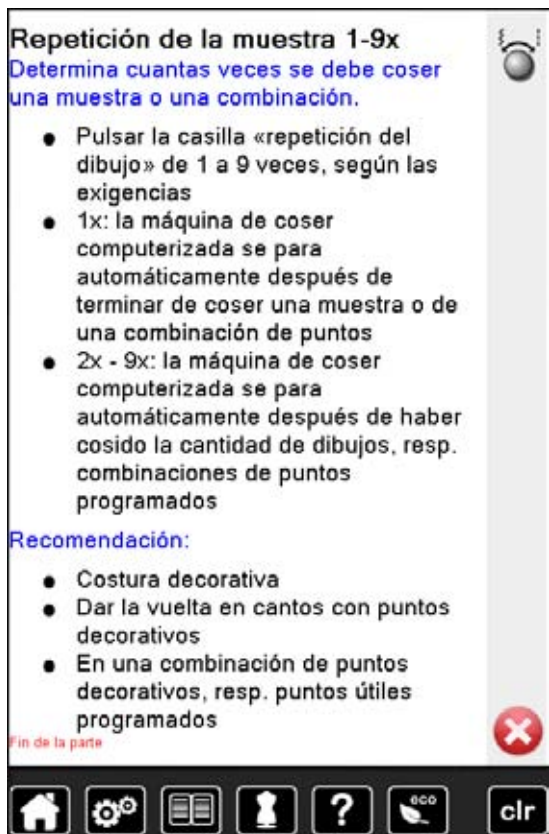 Repetición de la muestra 1-9x
Determina cuantas veces se debe coser
una muestra o una combinación.
● Pulsar la casilla «repetición del
dibujo» de 1 a 9 veces, según las
exigencias
● 1x: la máquina de coser
computerizada se para
automáticamente después de
terminar de coser una muestra o de
una combinación de puntos
● 2x - 9x: la máquina de coser
computerizada se para
automáticamente después de haber
cosido la cantidad de dibujos, resp.
combinaciones de puntos
programados
Recomendación:
● Costura decorativa
● Dar la vuelta en cantos con puntos
decorativos
● En una combinación de puntos
decorativos, resp. puntos útiles
programados
Fin de la parte
? eco clr